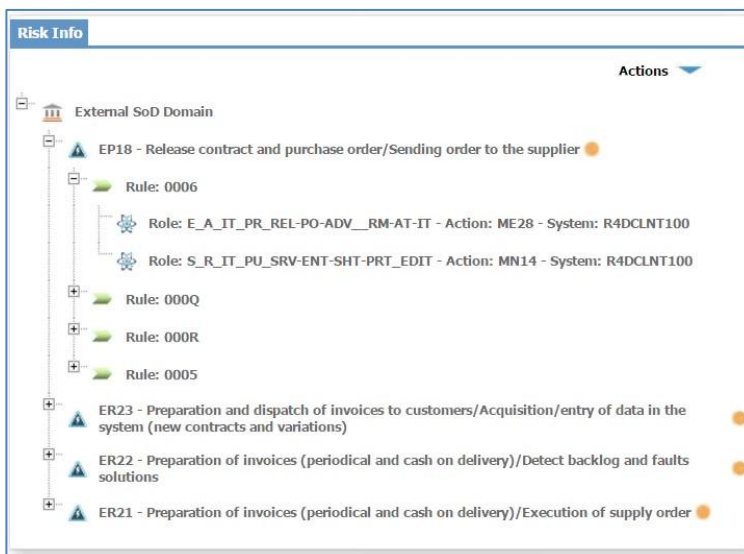 Risk Info
Actions
External SoD Domain
EP18 - Release contract and purchase order/Sending order to the supplier
Rule: 0006
Role: E_A_IT_PR_REL-PO-ADV__RM-AT-IT - Action: ME28 - System: R4DCLNT100
Role: S_R_IT_PU_SRV-ENT-SHT-PRT_EDIT - Action: MN14 - System: R4DCLNT100
Rule: 000Q
Rule: 000R
Rule: 0005
ER23 - Preparation and dispatch of invoices to customers/Acquisition/entry of data in the
system (new contracts and variations)
ER22 - Preparation of invoices (periodical and cash on delivery)/Detect backlog and faults
solutions
ER21 - Preparation of invoices (periodical and cash on delivery)/Execution of supply order